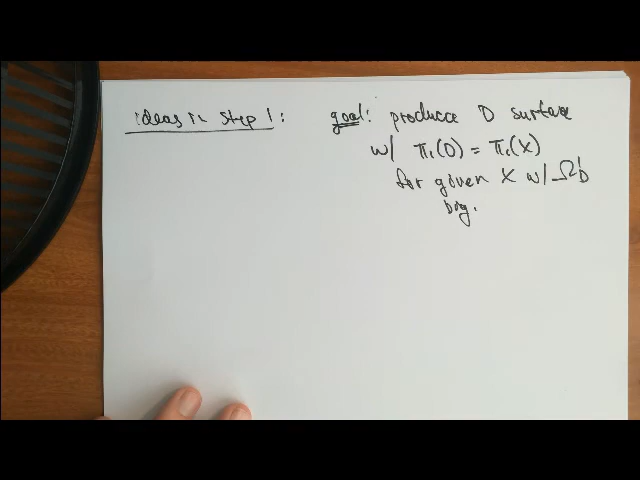 ideas in step 1: goal: produce D surface
w/ π₁(D) = π₁(X)
for given X w/ Ω¹ b
big.